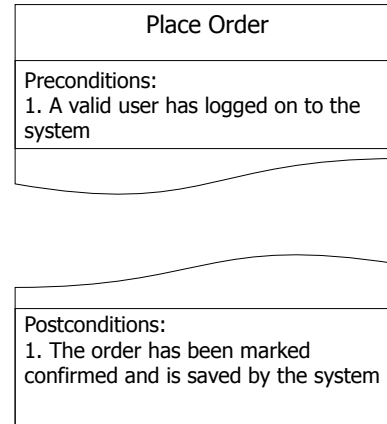 Place Order
Preconditions:
1. A valid user has logged on to the
system
Postconditions:
1. The order has been marked
confirmed and is saved by the system